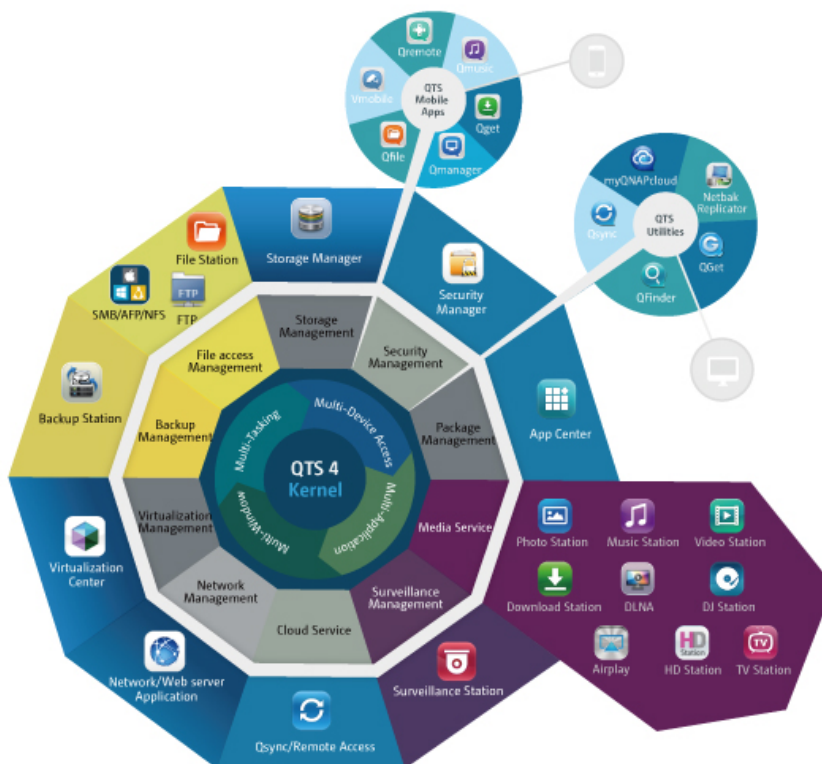 Qremote
Qmusic
Vmobile
QTS
Mobile
Apps
Qget
Qfile
Qmanager
myQNAPcloud
Netbak
Replicator
Qsync
QTS
Utilities
QGet
QFinder
File Station
Storage Manager
SMB/AFP/NFS
FTP
FTP
Security
Manager
Storage
Management
File access
Management
Security
Management
Backup Station
Backup
Management
Multi-Tasking
Multi-Device Access
Package
Management
App Center
QTS 4
Kernel
Virtualization
Management
Multi-Window
Multi-Application
Media Service
Virtualization
Center
Network
Management
Cloud Service
Surveillance
Management
Photo Station
Music Station
Video Station
Download Station
DLNA
DJ Station
Airplay
HD
Station
HD Station
TV
TV Station
Network/Web server
Application
Qsync/Remote Access
Surveillance Station